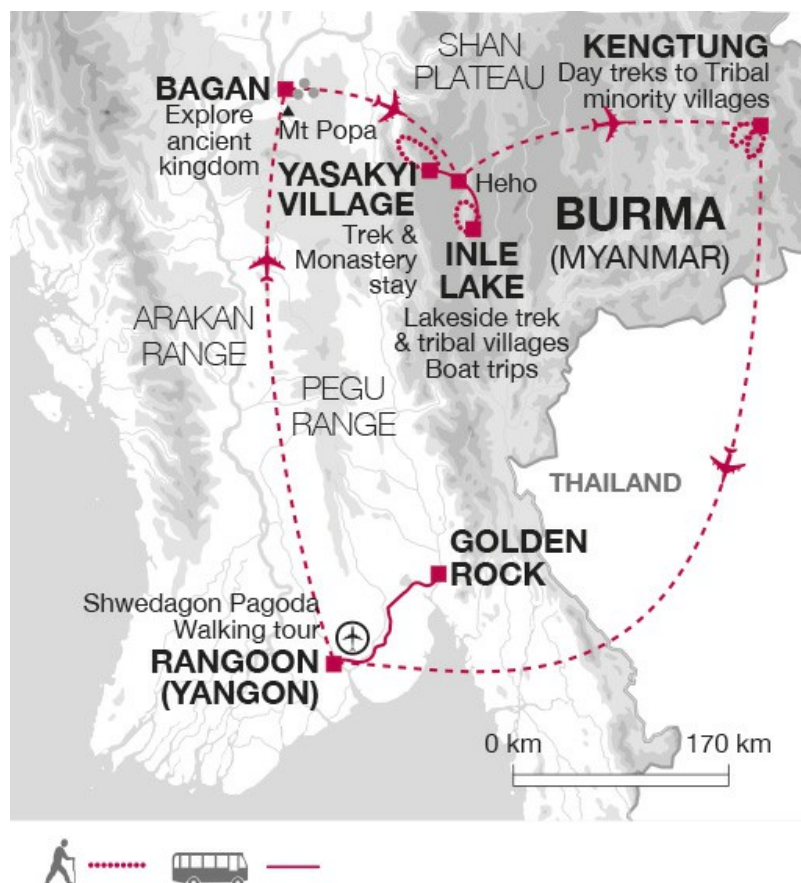 SHAN
PLATEAU
KENGTUNG
Day treks to Tribal
minority villages
BAGAN
Explore
ancient
kingdom
Mt Popa
YASAKYI
VILLAGE
Trek &
Monastery
stay
Heho
BURMA
(MYANMAR)
INLE
LAKE
Lakeside trek
& tribal villages
Boat trips
ARAKAN
RANGE
PEGU
RANGE
THAILAND
GOLDEN
ROCK
Shwedagon Pagoda
Walking tour
RANGOON
(YANGON)
0 km 170 km